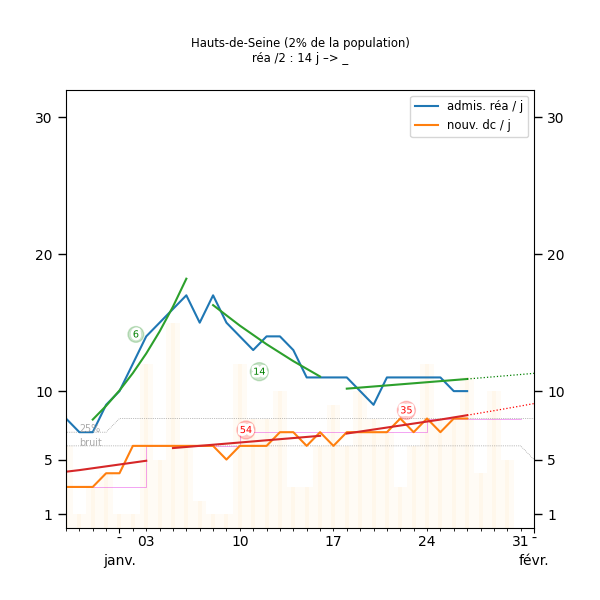 Hauts-de-Seine (2% de la population)
réa /2 : 14 j –> _
admis. réa / j
nouv. dc / j
30 30
20 20
6
14
10 10
35
25%
54
bruit
5 5
1 1
- 03 10 17 24 31 -
janv. févr.